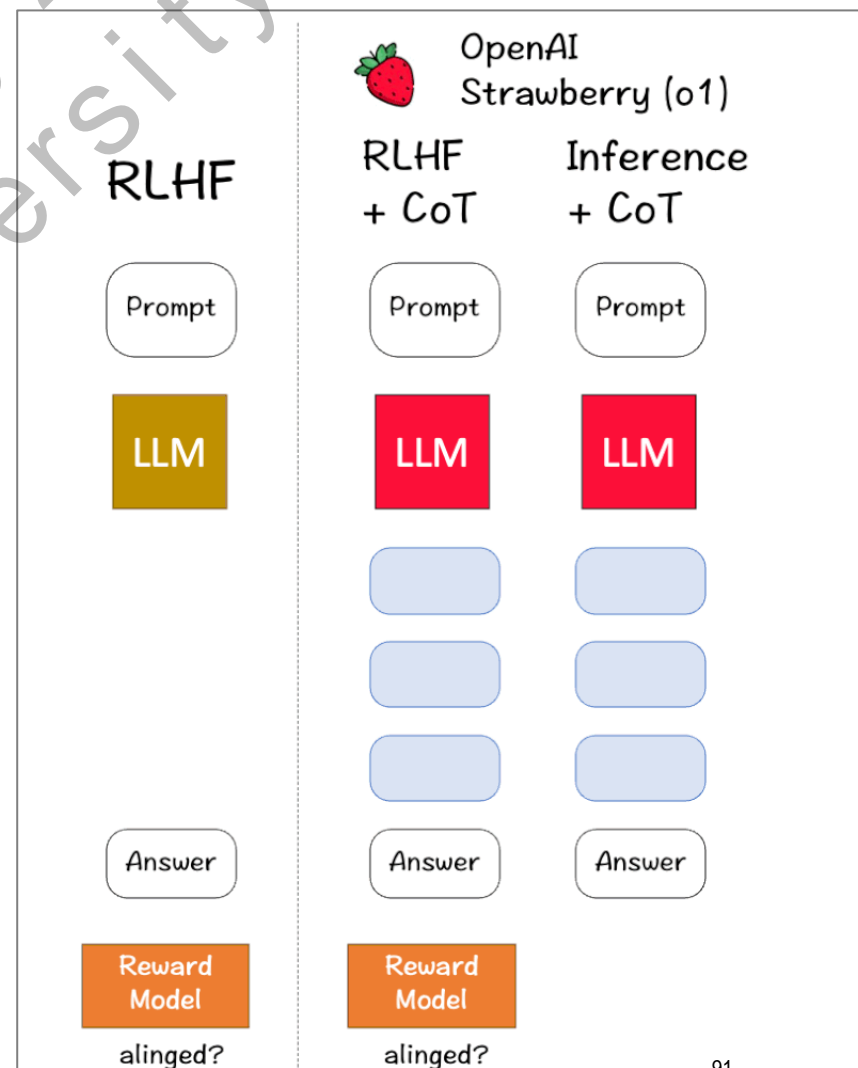 ersity
OpenAI
Strawberry (o1)
RLHF
RLHF
+ CoT
Inference
+ CoT
Prompt
Prompt
Prompt
LLM
LLM
LLM
Answer
Answer
Answer
Reward
Model
Reward
Model
alinged?
alinged?
91